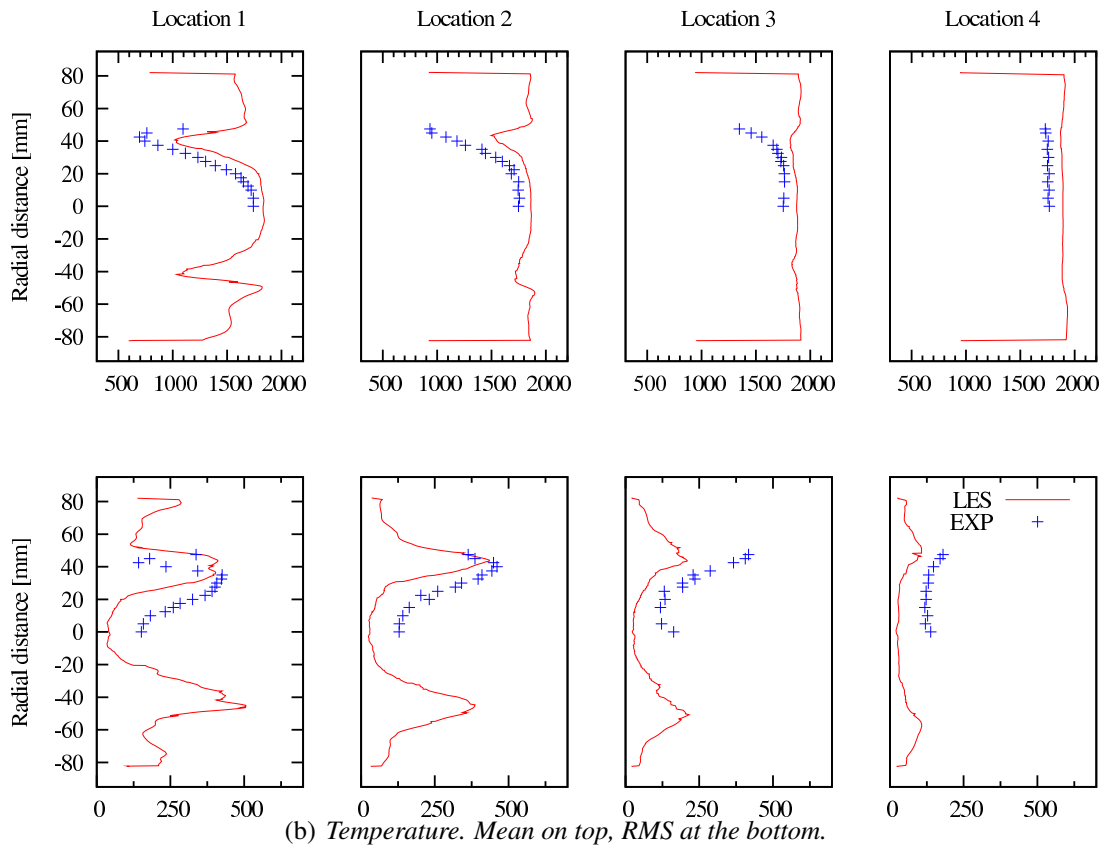 Location 1 Location 2 Location 3 Location 4
Radial distance [mm]
80
60
40
20
0
-20
-40
-60
-80
500 1000 1500 2000 500 1000 1500 2000 500 1000 1500 2000 500 1000 1500 2000
Radial distance [mm]
80
60
40
20
0
-20
-40
-60
-80
LES
EXP
0 250 500 0 250 500 0 250 500 0 250 500
(b) Temperature. Mean on top, RMS at the bottom.